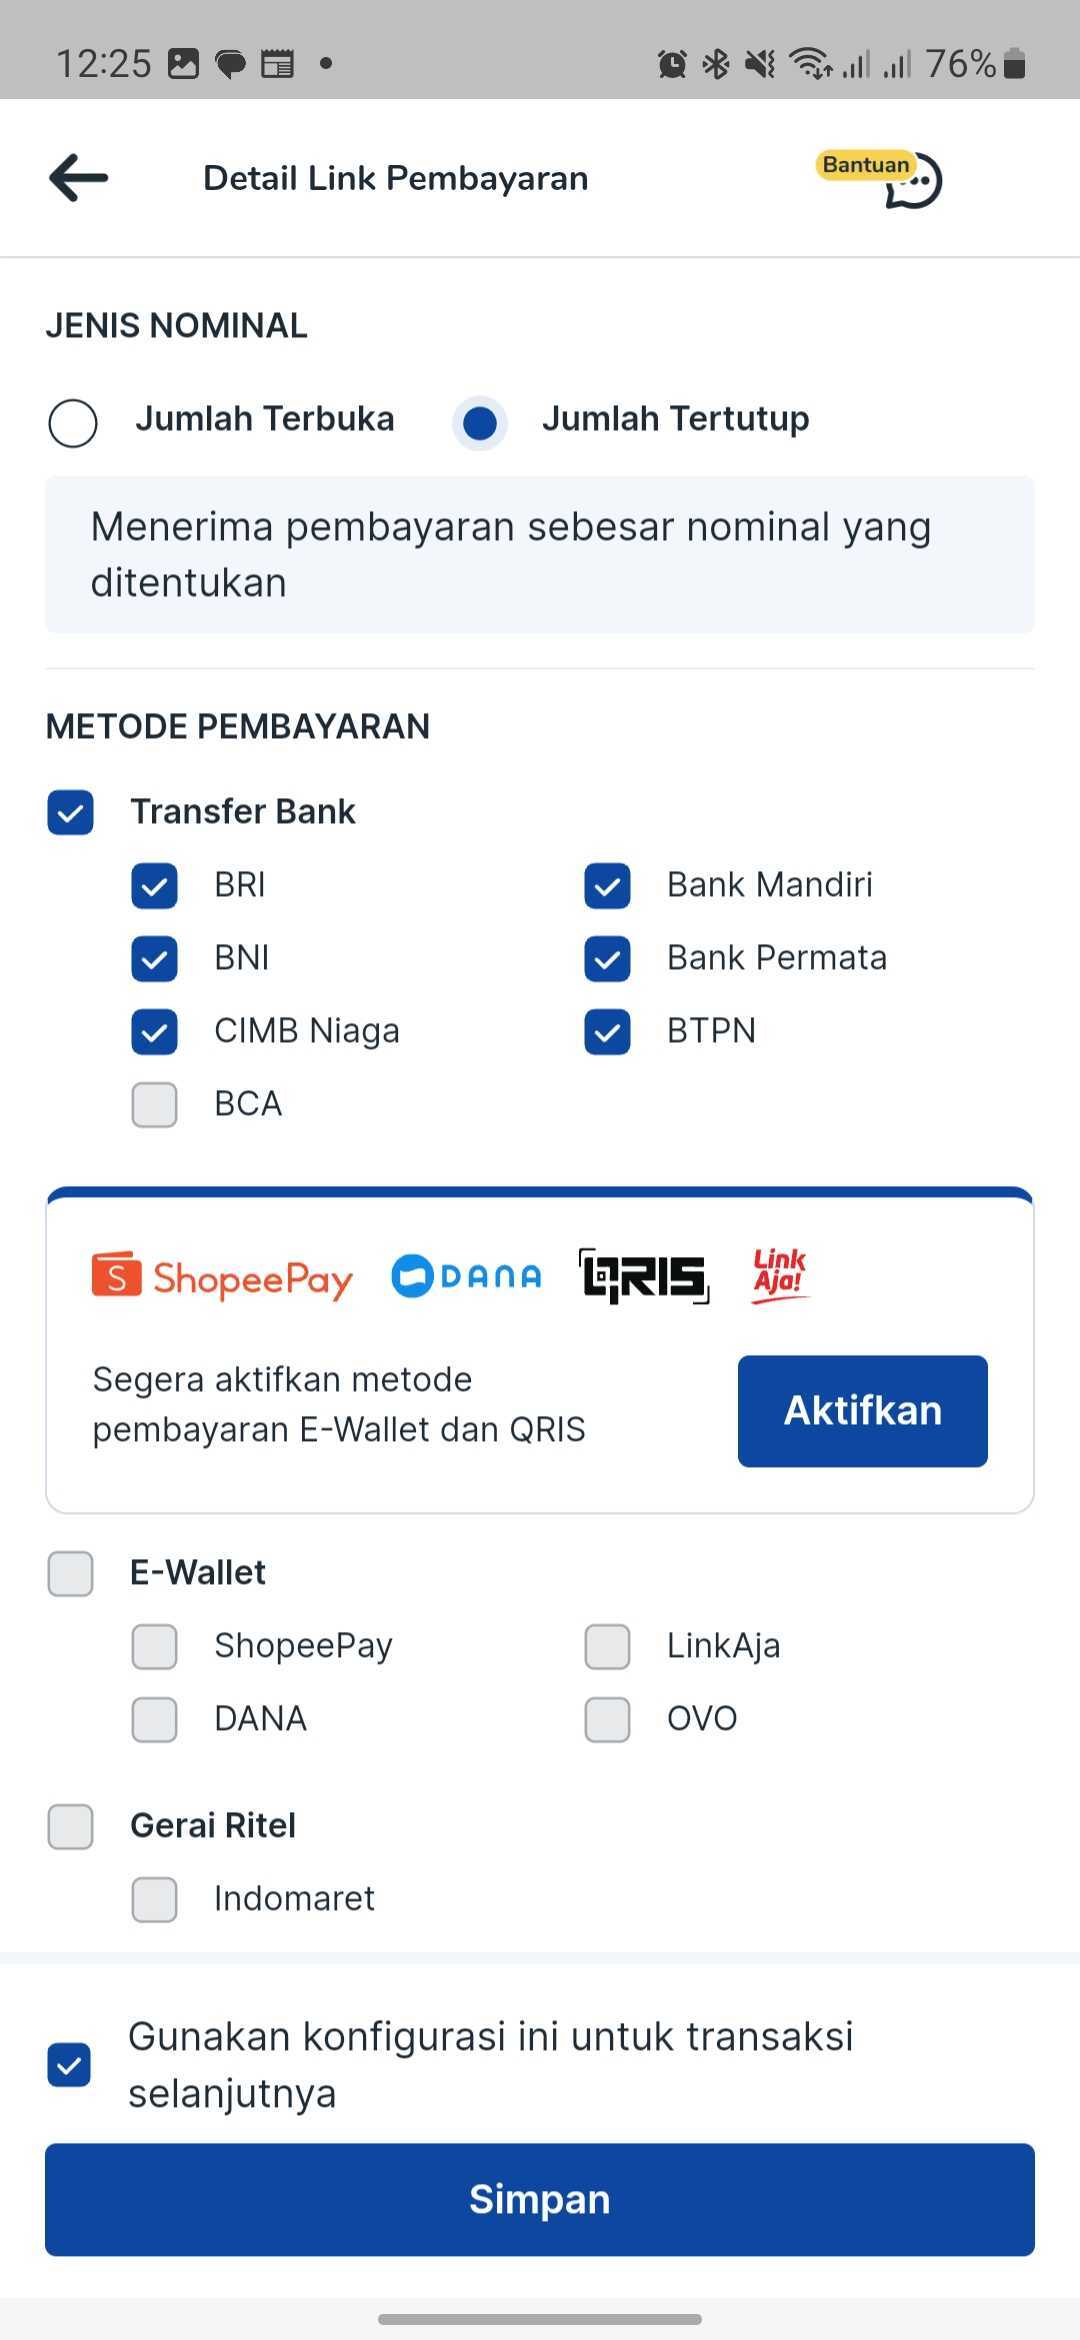 12:25
76%
Detail Link Pembayaran
Bantuan
JENIS NOMINAL
Jumlah Terbuka
Jumlah Tertutup
Menerima pembayaran sebesar nominal yang
ditentukan
METODE PEMBAYARAN
Transfer Bank
BRI
Bank Mandiri
BNI
Bank Permata
CIMB Niaga
BTPN
BCA
S ShopeePay
DANA
QRIS
Link
Aja!
Segera aktifkan metode
pembayaran E-Wallet dan QRIS
Aktifkan
E-Wallet
ShopeePay
LinkAja
DANA
OVO
Gerai Ritel
Indomaret
Gunakan konfigurasi ini untuk transaksi
selanjutnya
Simpan